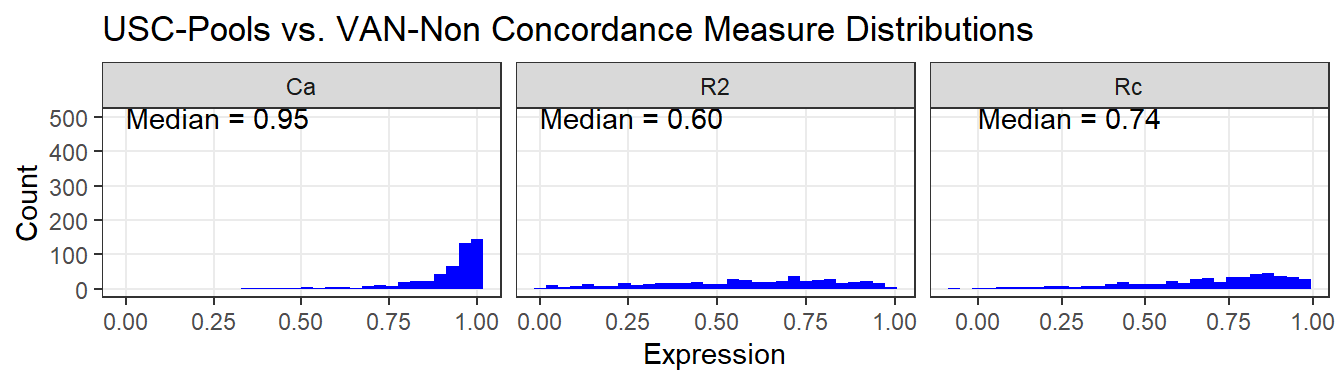 USC-Pools vs. VAN-Non Concordance Measure Distributions
Ca R2 Rc
Median = 0.95 Median = 0.60 Median = 0.74
500
400
300
200
100
0
Count
0.00 0.25 0.50 0.75 1.00 0.00 0.25 0.50 0.75 1.00 0.00 0.25 0.50 0.75 1.00
Expression